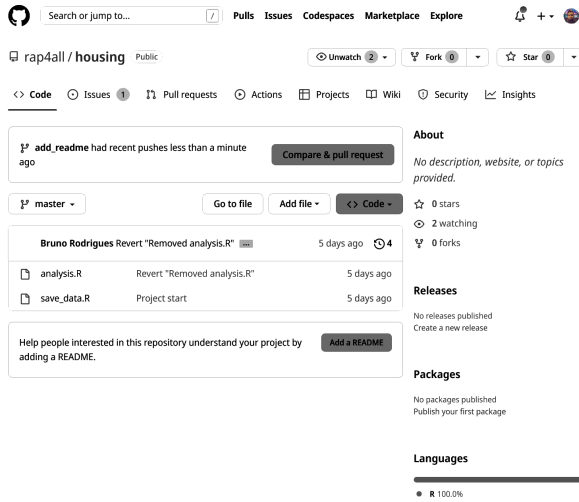 Search or jump to... /
Pulls Issues Codespaces Marketplace Explore
rap4all / housing Public
Unwatch 2 Fork 0 Star 0
Code Issues 1 Pull requests Actions Projects Wiki Security Insights
add_readme had recent pushes less than a minute
ago
Compare & pull request
master
Go to file Add file Code
Bruno Rodrigues Revert "Removed analysis.R" ... 5 days ago 4
analysis.R Revert "Removed analysis.R" 5 days ago
save_data.R Project start 5 days ago
Help people interested in this repository understand your project by
adding a README.
Add a README
About
No description, website, or topics
provided.
0 stars
2 watching
0 forks
Releases
No releases published
Create a new release
Packages
No packages published
Publish your first package
Languages
R 100.0%